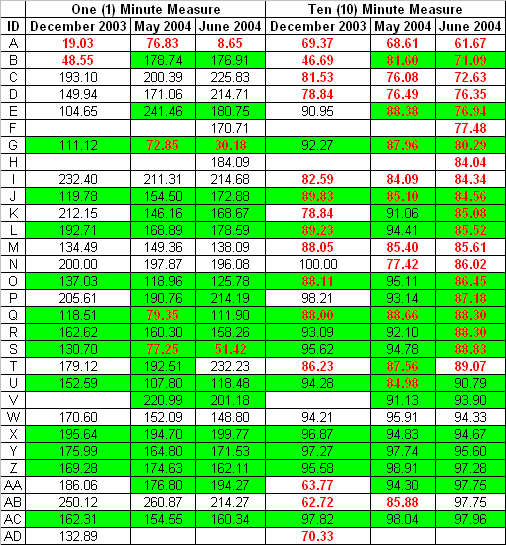 One (1) Minute Measure Ten (10) Minute Measure
ID December 2003 May 2004 June 2004 December 2003 May 2004 June 2004
A 19.03 76.83 8.65 69.37 68.61 61.67
B 48.55 178.74 176.91 46.69 81.60 71.09
C 193.10 200.39 225.83 81.53 76.08 72.63
D 149.94 171.06 214.71 78.84 76.49 76.35
E 104.65 241.46 180.75 90.95 88.38 76.94
F 170.71 77.48
G 111.12 72.85 30.18 92.27 87.96 80.29
H 184.09 84.04
I 232.40 211.31 214.68 82.59 84.09 84.34
J 119.78 154.50 172.88 89.83 85.10 84.56
K 212.15 146.16 168.67 78.84 91.06 85.08
L 192.71 168.89 178.59 89.23 94.41 85.52
M 134.49 149.36 138.09 88.05 85.40 85.61
N 200.00 197.87 196.08 100.00 77.42 86.02
O 137.03 118.96 125.78 88.11 95.11 86.45
P 205.61 190.76 214.19 98.21 93.14 87.18
Q 118.51 79.35 111.90 88.00 88.66 88.30
R 162.62 160.30 158.26 93.09 92.10 88.30
S 130.70 77.25 51.42 95.62 94.78 88.83
T 179.12 192.51 232.23 86.23 87.56 89.07
U 152.59 107.80 118.48 94.28 84.98 90.79
V 220.99 201.18 91.13 93.90
W 170.60 152.09 148.80 94.21 95.91 94.33
X 195.64 194.70 199.77 96.87 94.83 94.67
Y 175.99 164.80 171.53 97.27 97.74 95.60
Z 169.28 174.63 162.11 95.58 98.91 97.28
AA 186.06 176.80 194.27 63.77 94.30 97.75
AB 250.12 260.87 214.27 62.72 85.88 97.75
AC 162.31 154.55 160.34 97.82 98.04 97.96
AD 132.89 70.33